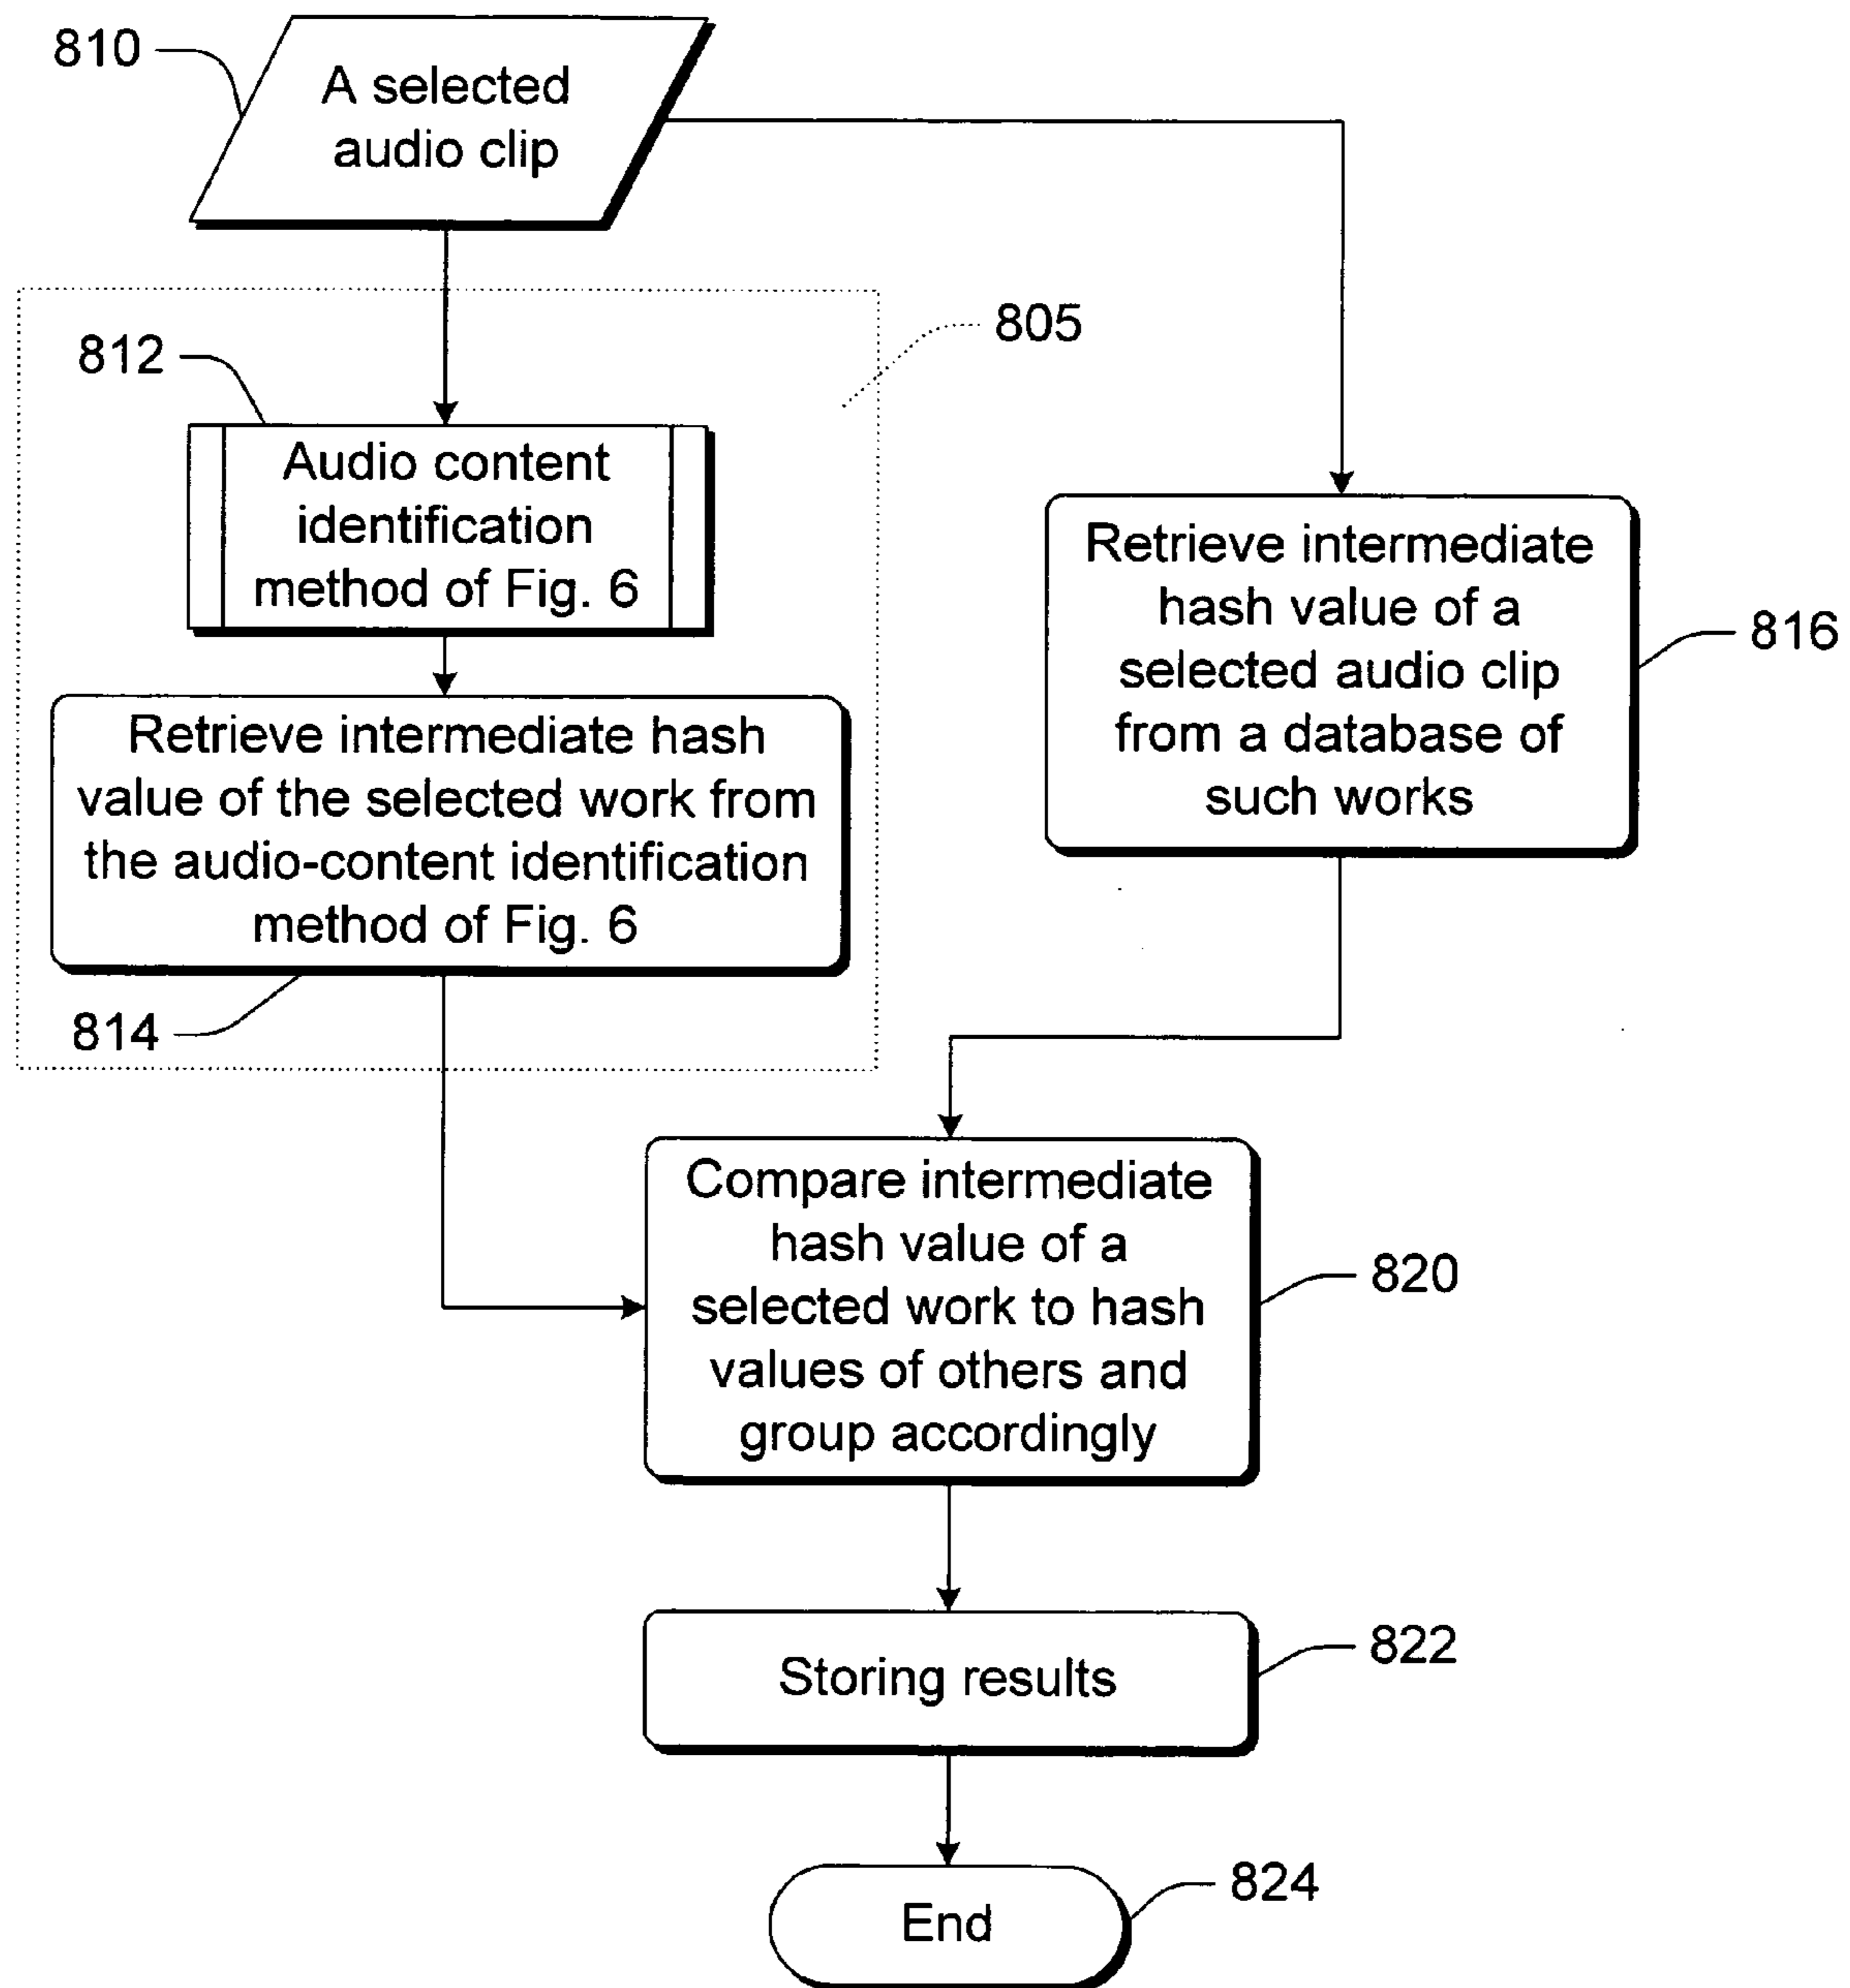 810
A selected
audio clip
805
812
Audio content
identification
method of Fig. 6
Retrieve intermediate hash
value of the selected work from
the audio-content identification
method of Fig. 6
814
Retrieve intermediate
hash value of a
selected audio clip
from a database of
such works
816
Compare intermediate
hash value of a
selected work to hash
values of others and
group accordingly
820
Storing results
822
End
824